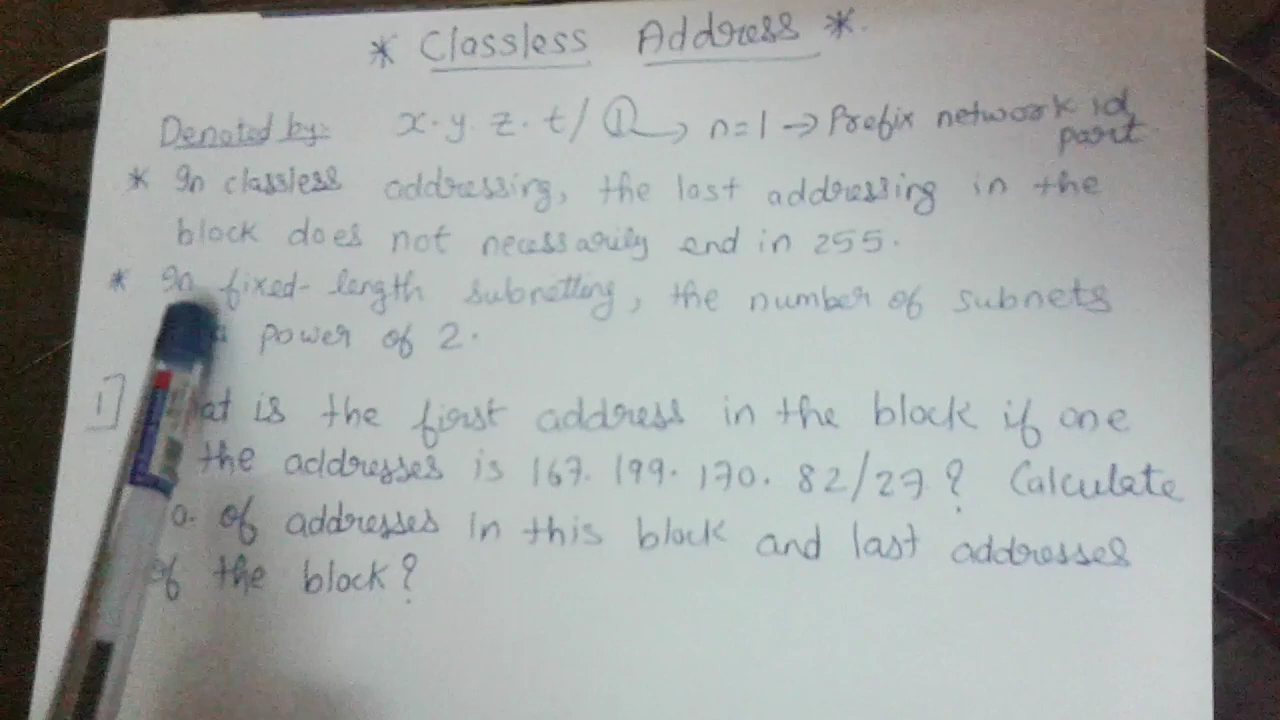 * Classless Address *.
Denoted by: x.y.z.t/n → n=1 → Prefix network id
part
* In classless addressing, the last addressing in the
block does not necessarily end in 255.
* In fixed-length subnetting, the number of subnets
power of 2.
1] at is the first address in the block if one
the addresses is 167.199.170.82/27? Calculate
o. of addresses in this block and last addresses
of the block?